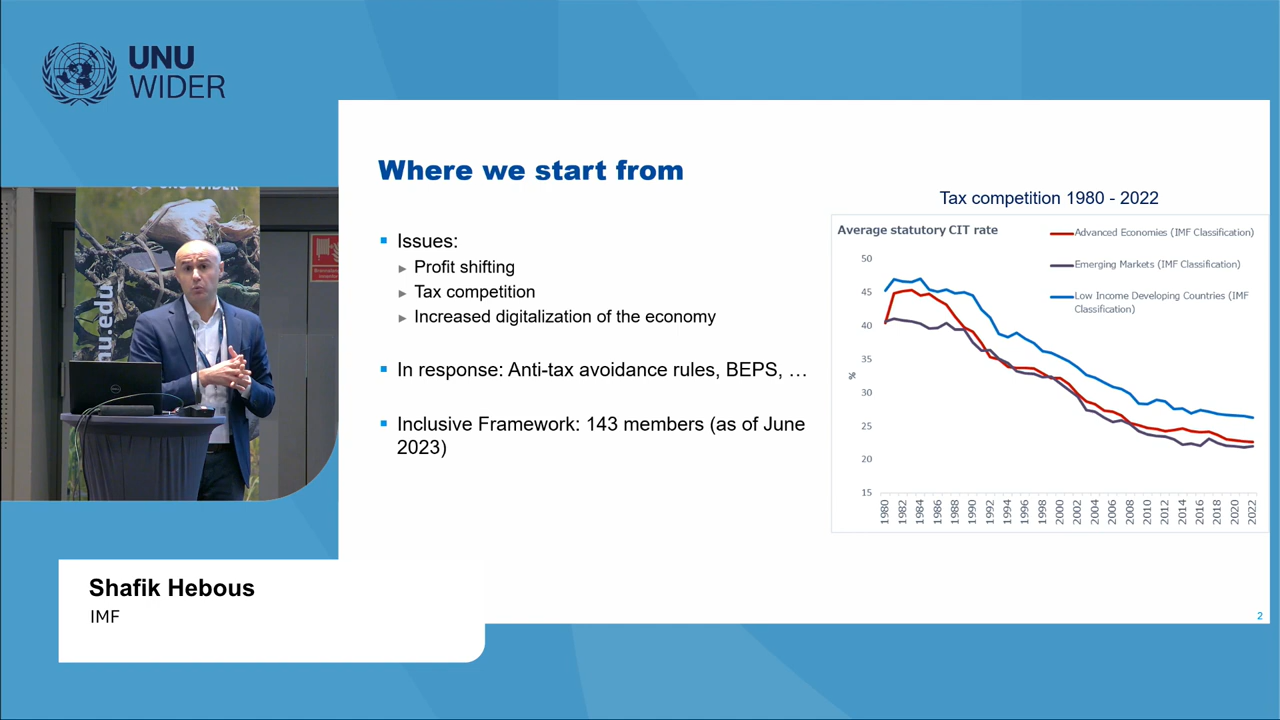 UNU
WIDER
UNU WIDER
unu.edu
Where we start from
Issues:
Profit shifting
Tax competition
Increased digitalization of the economy
In response: Anti-tax avoidance rules, BEPS, …
Inclusive Framework: 143 members (as of June
2023)
Tax competition 1980 - 2022
Average statutory CIT rate
Advanced Economies (IMF Classification)
Emerging Markets (IMF Classification)
Low Income Developing Countries (IMF
Classification)
50
45
40
35
%
30
25
20
15
1980 1982 1984 1986 1988 1990 1992 1994 1996 1998 2000 2002 2004 2006 2008 2010 2012 2014 2016 2018 2020 2022
2
Shafik Hebous
IMF